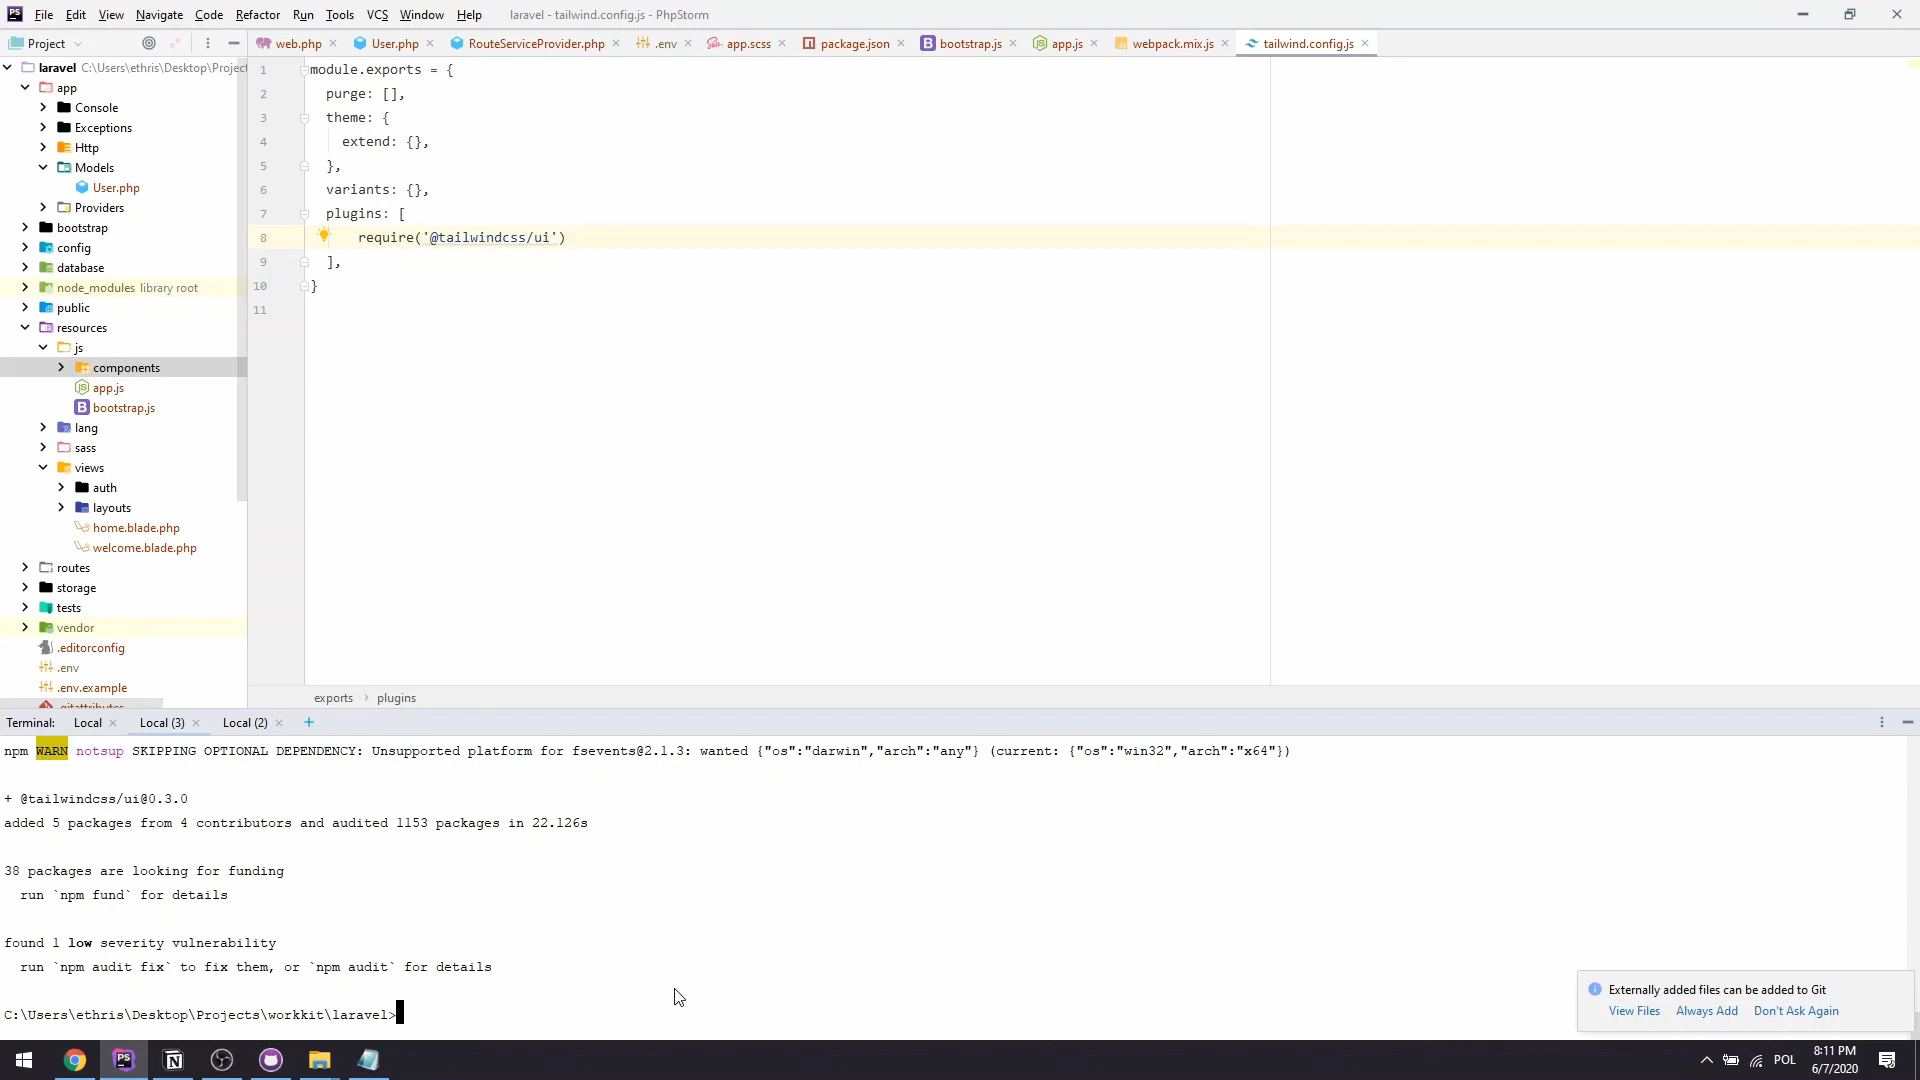 File Edit View Navigate Code Refactor Run Tools VCS Window Help laravel - tailwind.config.js - PhpStorm
Project
web.php User.php RouteServiceProvider.php .env app.scss package.json bootstrap.js app.js webpack.mix.js tailwind.config.js
laravel C:\Users\ethris\Desktop\Project
app
Console
Exceptions
Http
Models
User.php
Providers
bootstrap
config
database
node_modules library root
public
resources
js
components
app.js
bootstrap.js
lang
sass
views
auth
layouts
home.blade.php
welcome.blade.php
routes
storage
tests
vendor
.editorconfig
.env
.env.example
.gitattributes
1 module.exports = {
2 purge: [],
3 theme: {
4 extend: {},
5 },
6 variants: {},
7 plugins: [
8 require('@tailwindcss/ui')
9 ],
10 }
11
exports > plugins
Terminal: Local Local (3) Local (2) +
npm WARN notsup SKIPPING OPTIONAL DEPENDENCY: Unsupported platform for fsevents@2.1.3: wanted {"os":"darwin","arch":"any"} (current: {"os":"win32","arch":"x64"})
+ @tailwindcss/ui@0.3.0
added 5 packages from 4 contributors and audited 1153 packages in 22.126s
38 packages are looking for funding
run `npm fund` for details
found 1 low severity vulnerability
run `npm audit fix` to fix them, or `npm audit` for details
C:\Users\ethris\Desktop\Projects\workkit\laravel>
Externally added files can be added to Git
View Files Always Add Don't Ask Again
POL
8:11 PM
6/7/2020